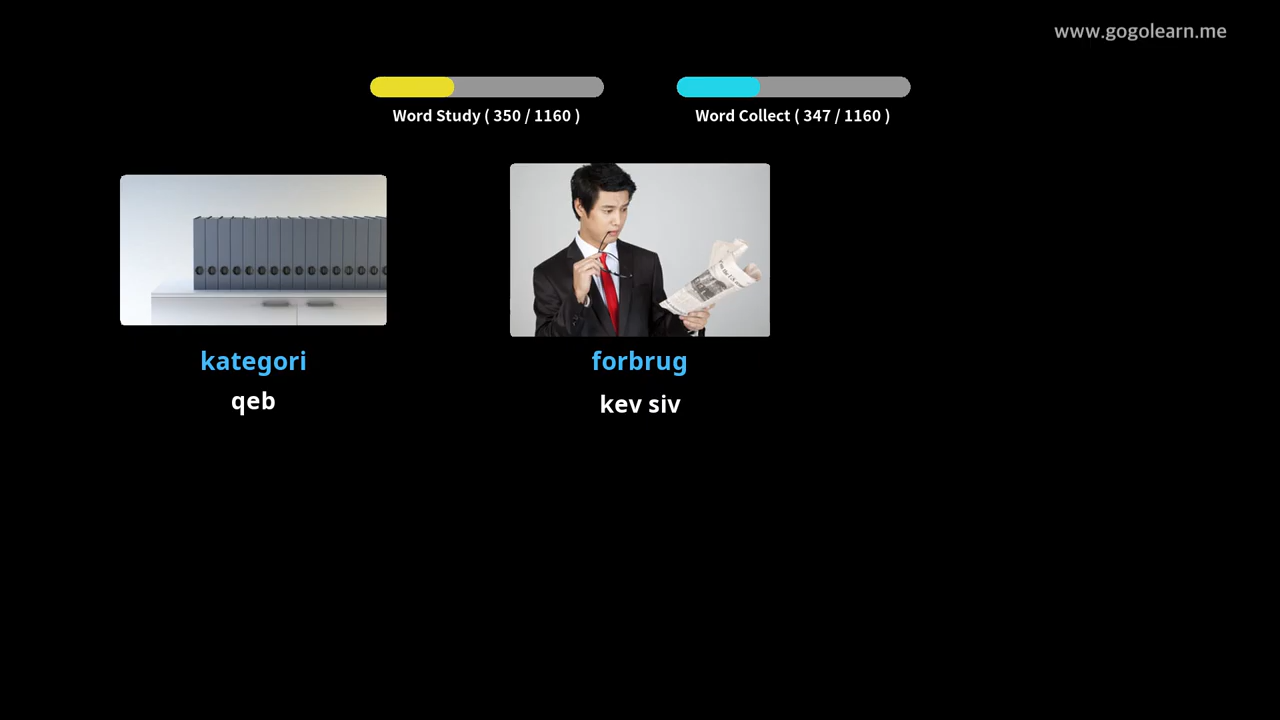 www.gogolearn.me
Word Study ( 350 / 1160 )
Word Collect ( 347 / 1160 )
kategori
qeb
forbrug
kev siv